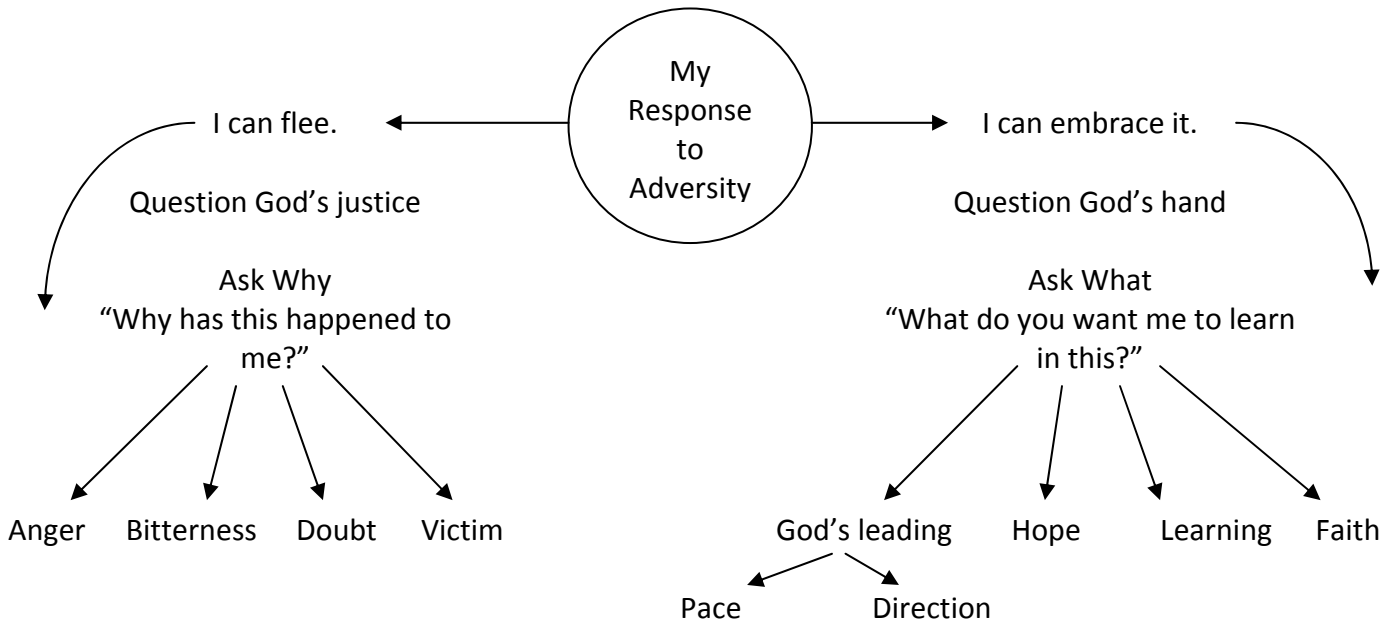 My
Response
to
Adversity
I can flee.
Question God’s justice
Ask Why
“Why has this happened to
me?”
Anger Bitterness Doubt Victim
I can embrace it.
Question God’s hand
Ask What
“What do you want me to learn
in this?”
God’s leading Hope Learning Faith
Pace Direction